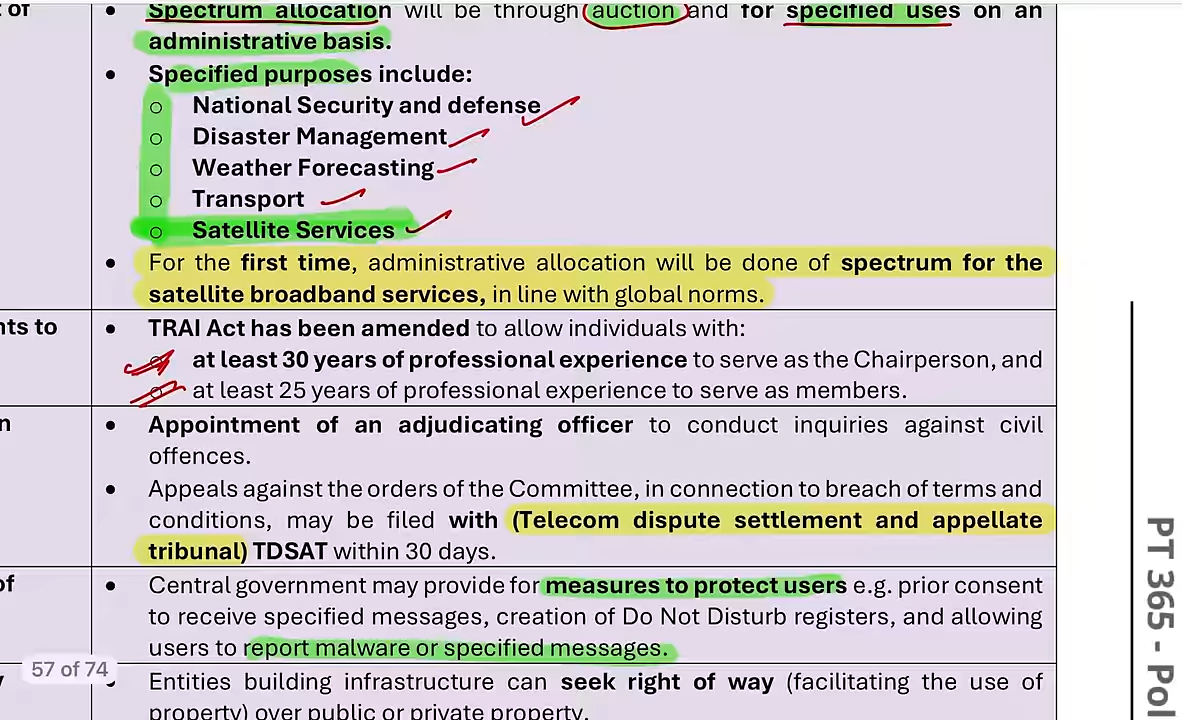 of
• Spectrum allocation will be through auction and for specified uses on an
administrative basis.
• Specified purposes include:
o National Security and defense
o Disaster Management
o Weather Forecasting
o Transport
o Satellite Services
• For the first time, administrative allocation will be done of spectrum for the
satellite broadband services, in line with global norms.
nts to
• TRAI Act has been amended to allow individuals with:
at least 30 years of professional experience to serve as the Chairperson, and
at least 25 years of professional experience to serve as members.
n
• Appointment of an adjudicating officer to conduct inquiries against civil
offences.
• Appeals against the orders of the Committee, in connection to breach of terms and
conditions, may be filed with (Telecom dispute settlement and appellate
tribunal) TDSAT within 30 days.
of
• Central government may provide for measures to protect users e.g. prior consent
to receive specified messages, creation of Do Not Disturb registers, and allowing
users to report malware or specified messages.
57 of 74
y
• Entities building infrastructure can seek right of way (facilitating the use of
property) over public or private property.
PT 365 - Pol